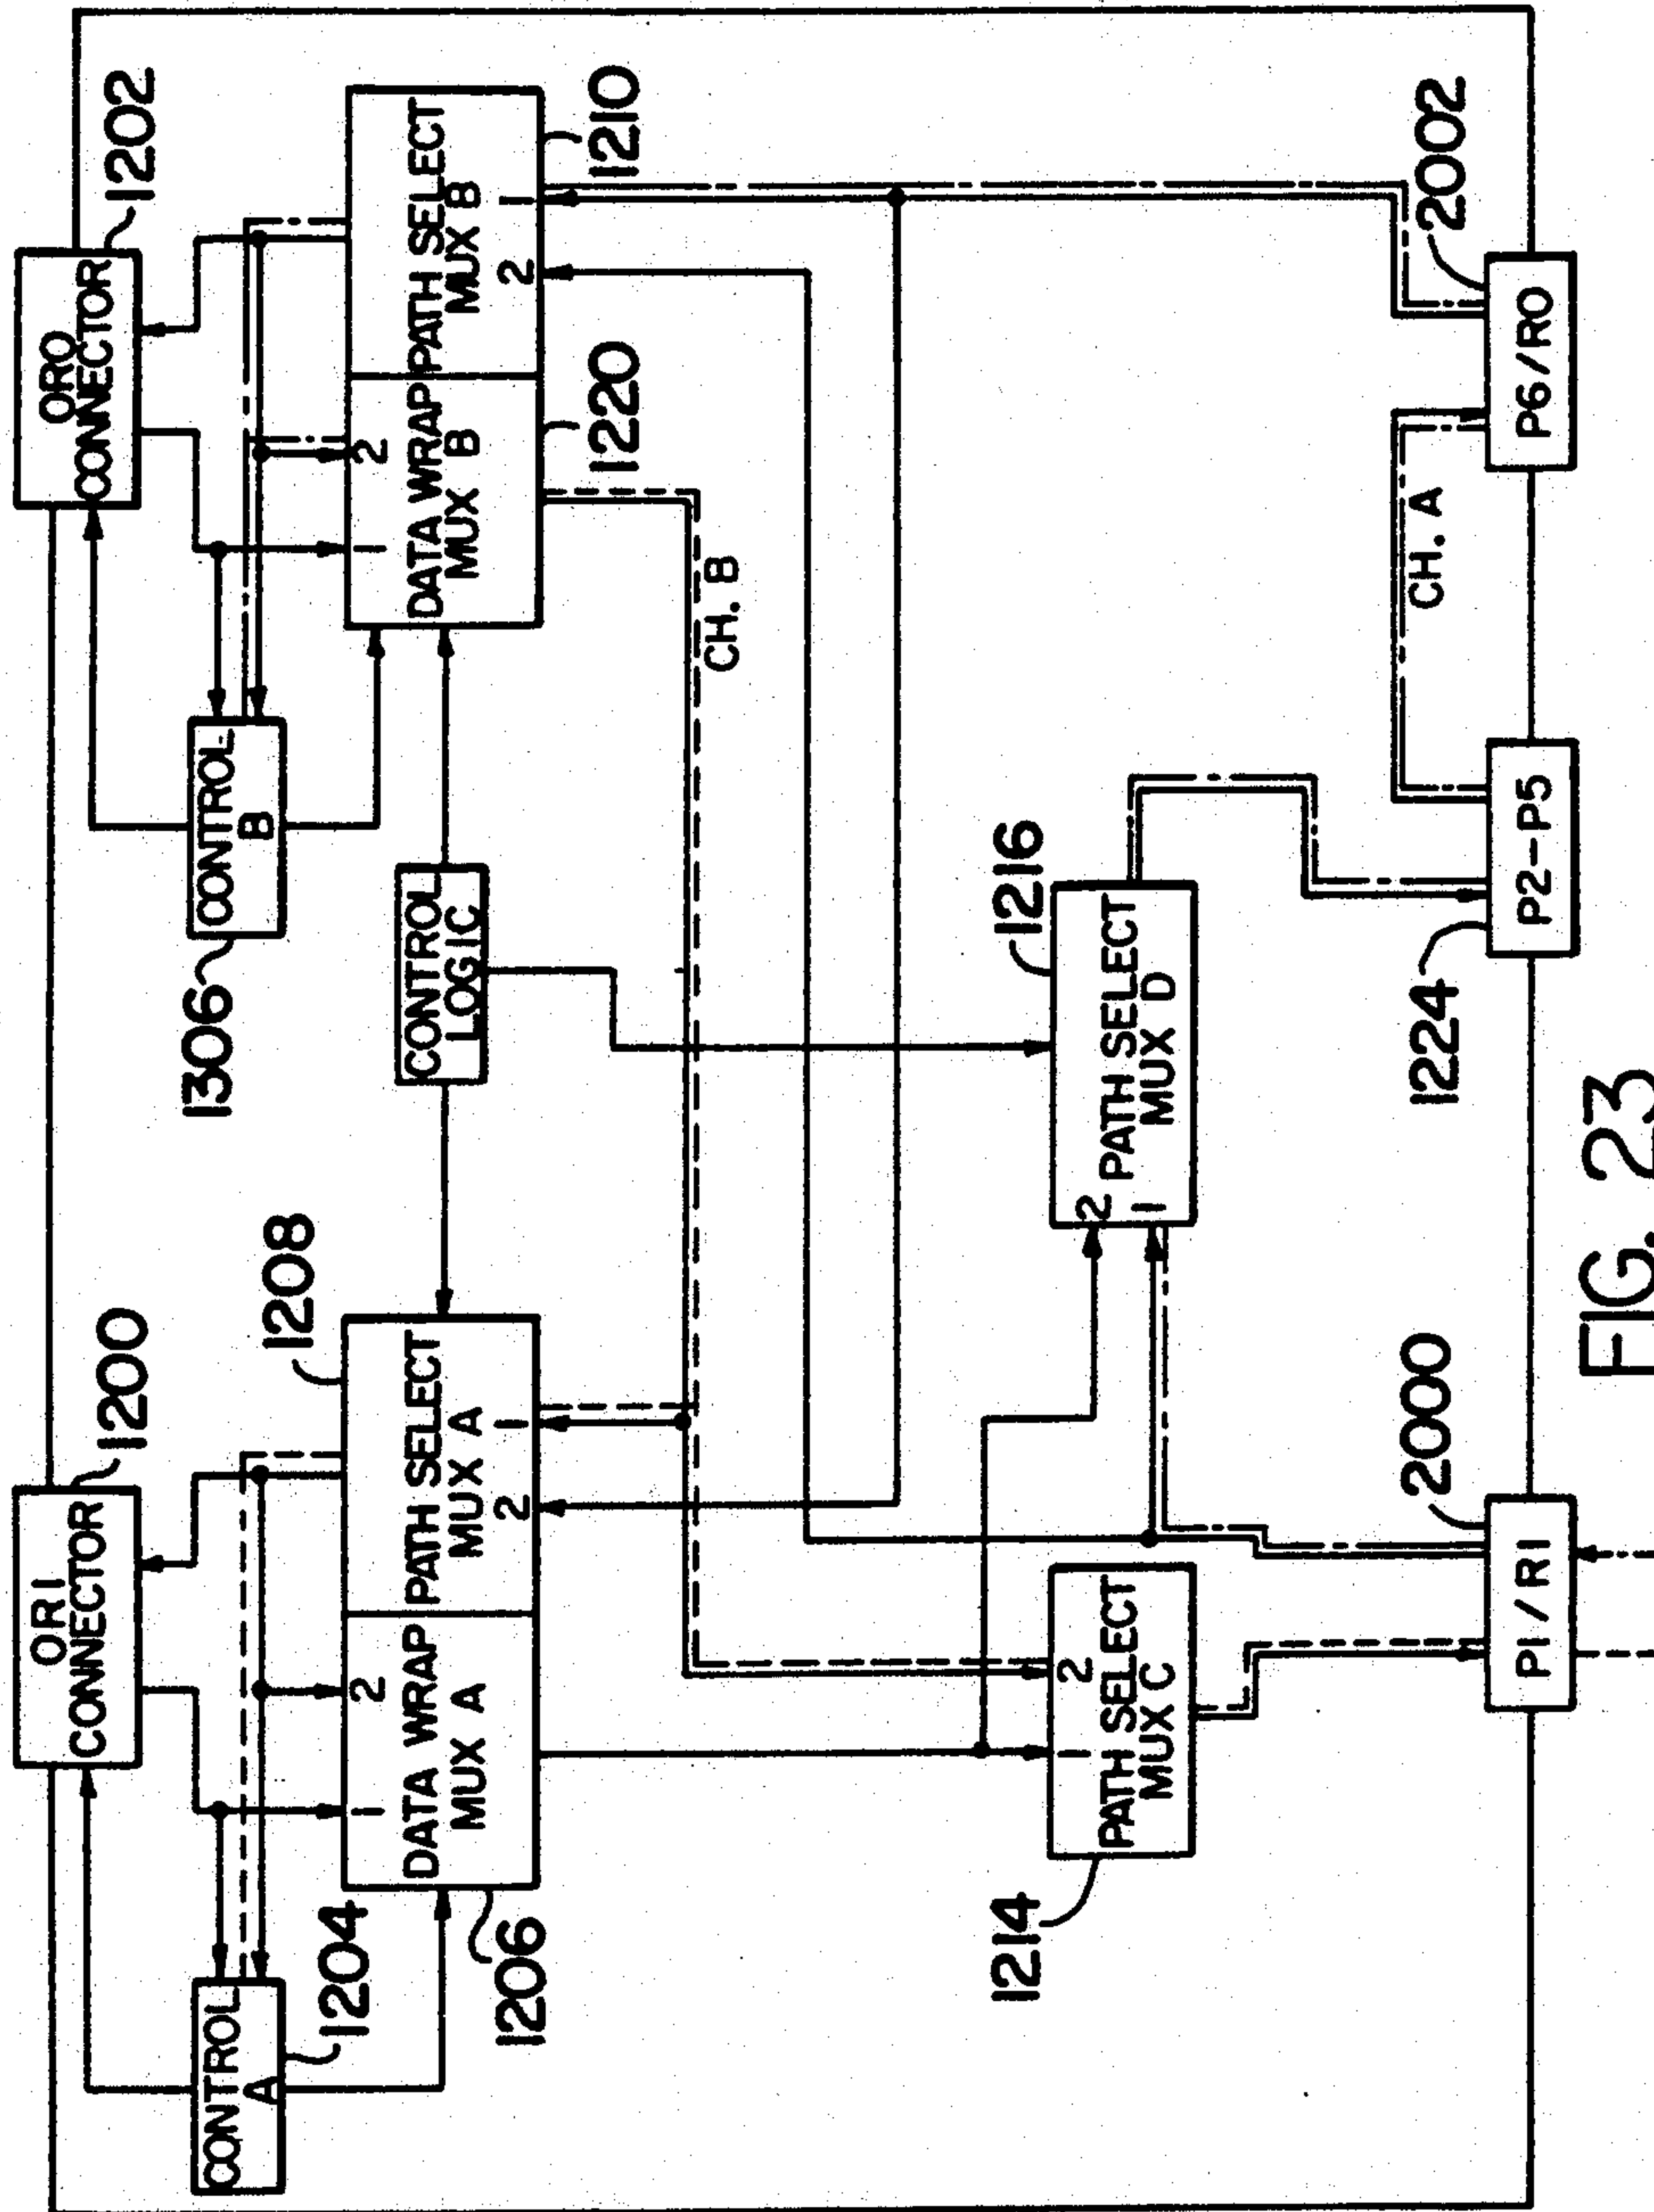 1200
ORI
CONNECTOR
ORO
CONNECTOR
1202
CONTROL
A
1204
1208
1306
CONTROL
B
2
1
DATA WRAP
MUX A
PATH SELECT
MUX A
2
1
1206
CONTROL
LOGIC
1
2
DATA WRAP
MUX B
PATH SELECT
MUX B
2
1
1220
1210
CH. B
1214
1
2
PATH SELECT
MUX C
2
1
PATH SELECT
MUX D
1216
2000
P1/RI
1224
P2-P5
CH. A
P6/RO
2002
FIG. 23